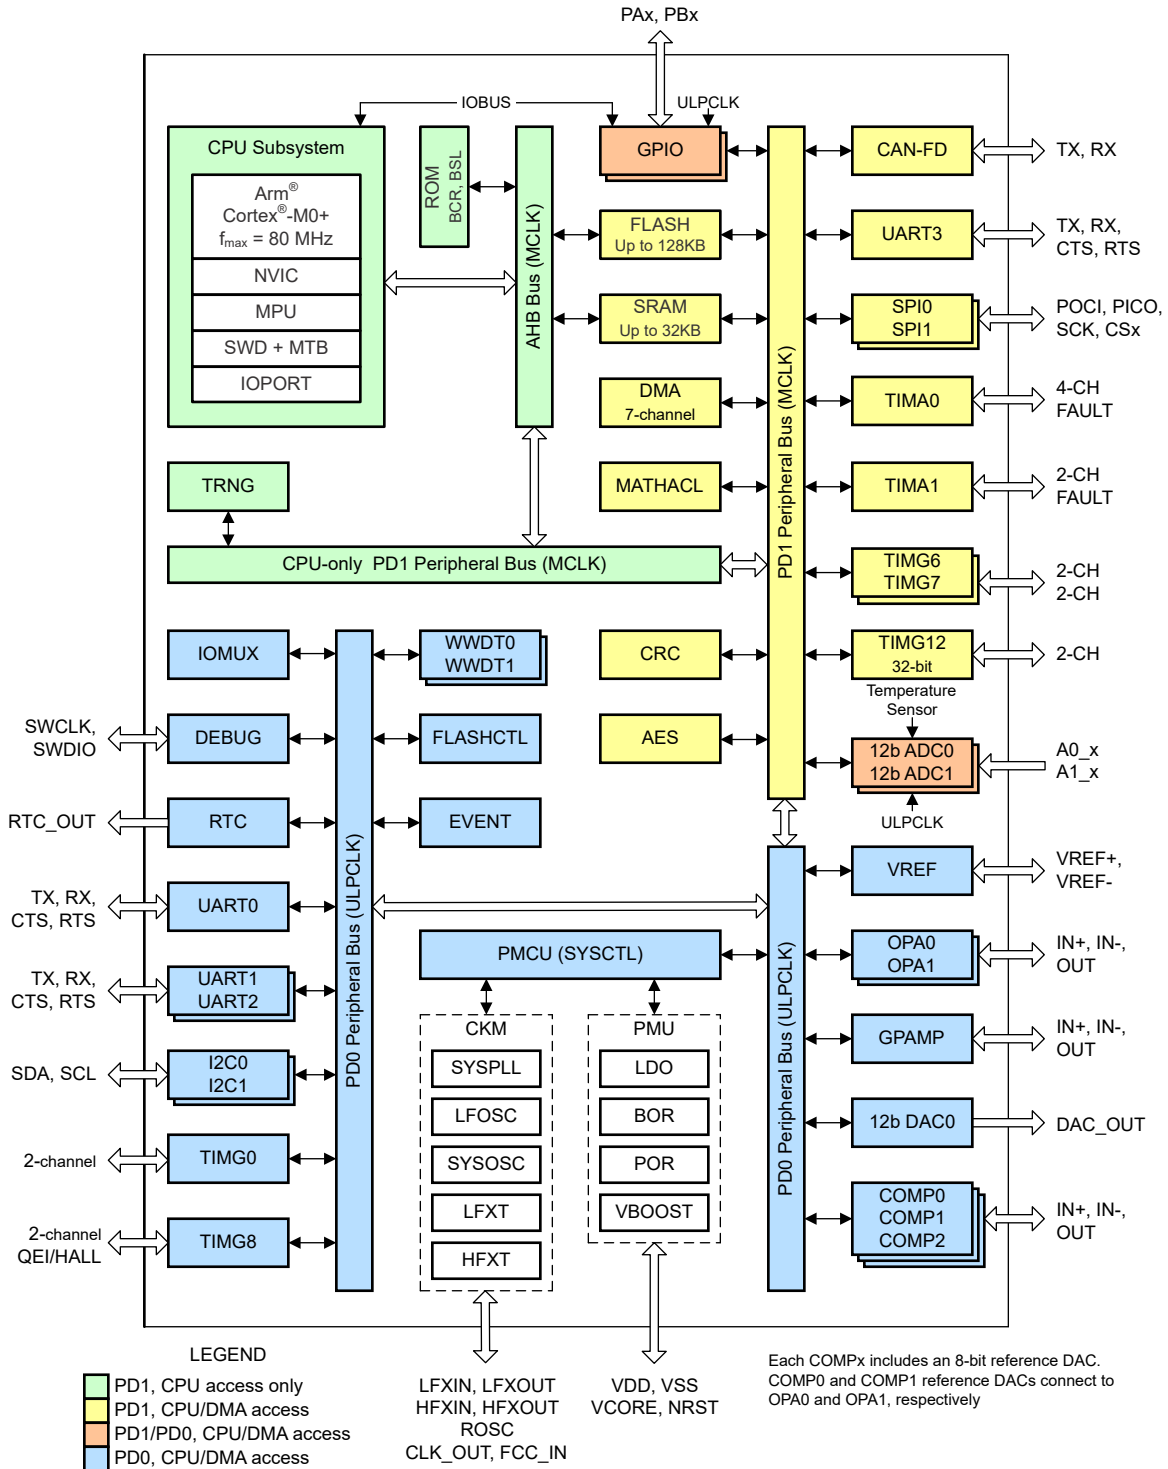 PAx, PBx
IOBUS
ULPCLK
CPU Subsystem
Arm®
Cortex®-M0+
fmax = 80 MHz
NVIC
MPU
SWD + MTB
IOPORT
ROM
BCR, BSL
AHB Bus (MCLK)
GPIO
FLASH
Up to 128KB
SRAM
Up to 32KB
DMA
7-channel
MATHACL
PD1 Peripheral Bus (MCLK)
CAN-FD
TX, RX
UART3
TX, RX,
CTS, RTS
SPI0
SPI1
POCI, PICO,
SCK, CSx
TIMA0
4-CH
FAULT
TIMA1
2-CH
FAULT
TIMG6
TIMG7
2-CH
2-CH
TIMG12
32-bit
2-CH
Temperature
Sensor
12b ADC0
12b ADC1
A0_x
A1_x
ULPCLK
TRNG
CPU-only PD1 Peripheral Bus (MCLK)
CRC
AES
IOMUX
WWDT0
WWDT1
SWCLK,
SWDIO
DEBUG
FLASHCTL
RTC_OUT
RTC
EVENT
TX, RX,
CTS, RTS
UART0
TX, RX,
CTS, RTS
UART1
UART2
SDA, SCL
I2C0
I2C1
2-channel
TIMG0
2-channel
QEI/HALL
TIMG8
PD0 Peripheral Bus (ULPCLK)
PMCU (SYSCTL)
CKM
SYSPLL
LFOSC
SYSOSC
LFXT
HFXT
PMU
LDO
BOR
POR
VBOOST
PD0 Peripheral Bus (ULPCLK)
VREF
VREF+,
VREF-
OPA0
OPA1
IN+, IN-,
OUT
GPAMP
IN+, IN-,
OUT
12b DAC0
DAC_OUT
COMP0
COMP1
COMP2
IN+, IN-,
OUT
LEGEND
PD1, CPU access only
PD1, CPU/DMA access
PD1/PD0, CPU/DMA access
PD0, CPU/DMA access
LFXIN, LFXOUT
HFXIN, HFXOUT
ROSC
CLK_OUT, FCC_IN
VDD, VSS
VCORE, NRST
Each COMPx includes an 8-bit reference DAC.
COMP0 and COMP1 reference DACs connect to
OPA0 and OPA1, respectively